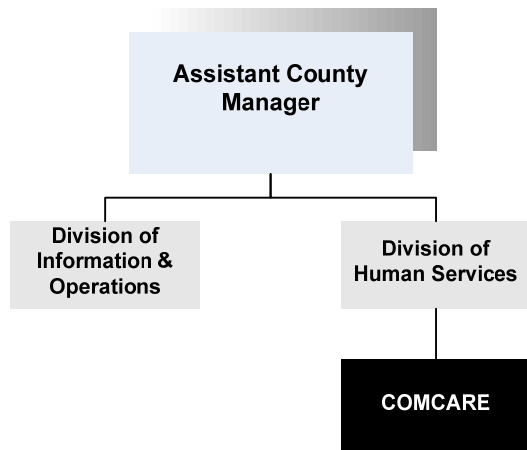 Assistant County
Manager
Division of
Information &
Operations
Division of
Human Services
COMCARE